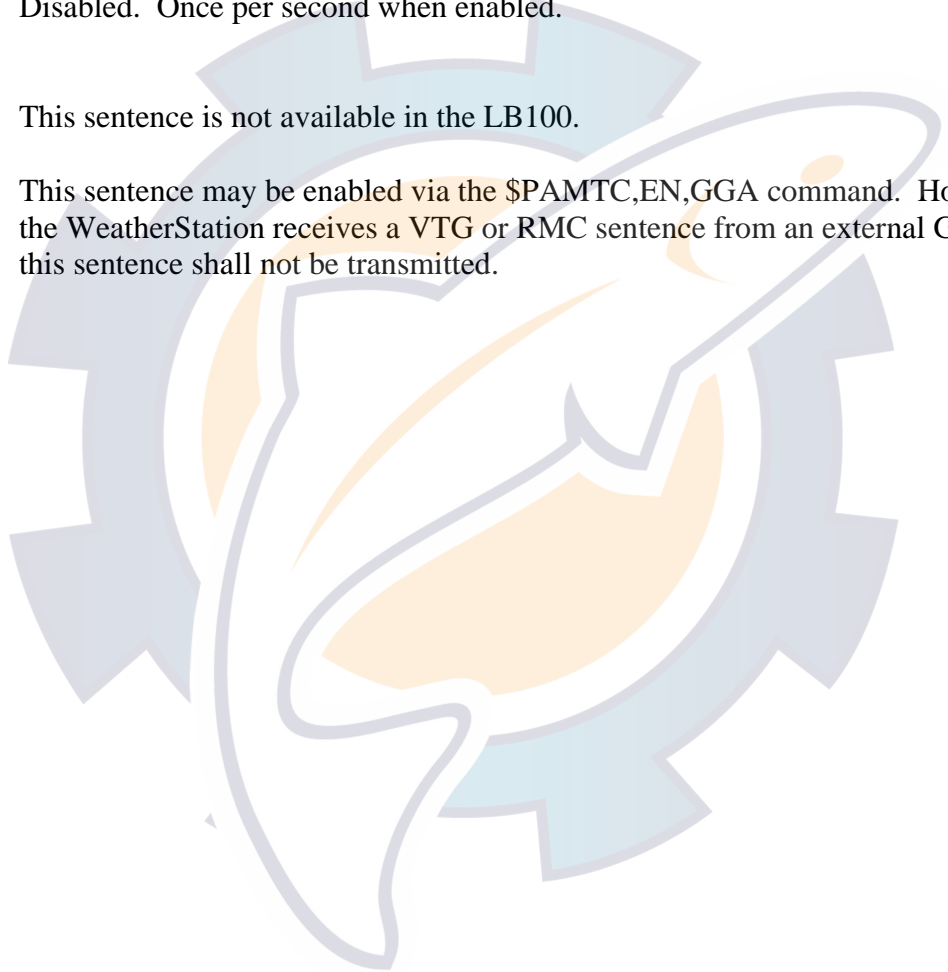 Disabled.  Once per second when enabled.
This sentence is not available in the LB100.
This sentence may be enabled via the $PAMTC,EN,GGA command.  Ho
the WeatherStation receives a VTG or RMC sentence from an external G
this sentence shall not be transmitted.